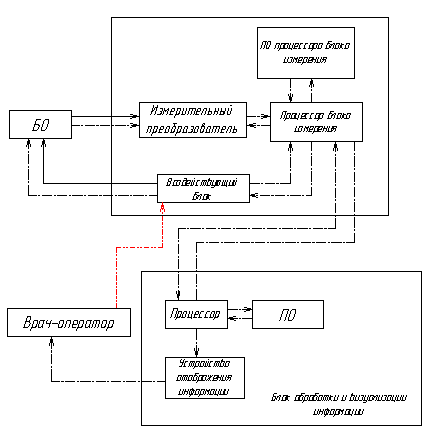 ПО процессора блока
измерения
Измерительный
преобразователь
Процессор блока
измерения
БО
Воздействующий
блок
Врач-оператор
Процессор
ПО
Устройство
отображения
информации
Блок обработки и визуализации
информации